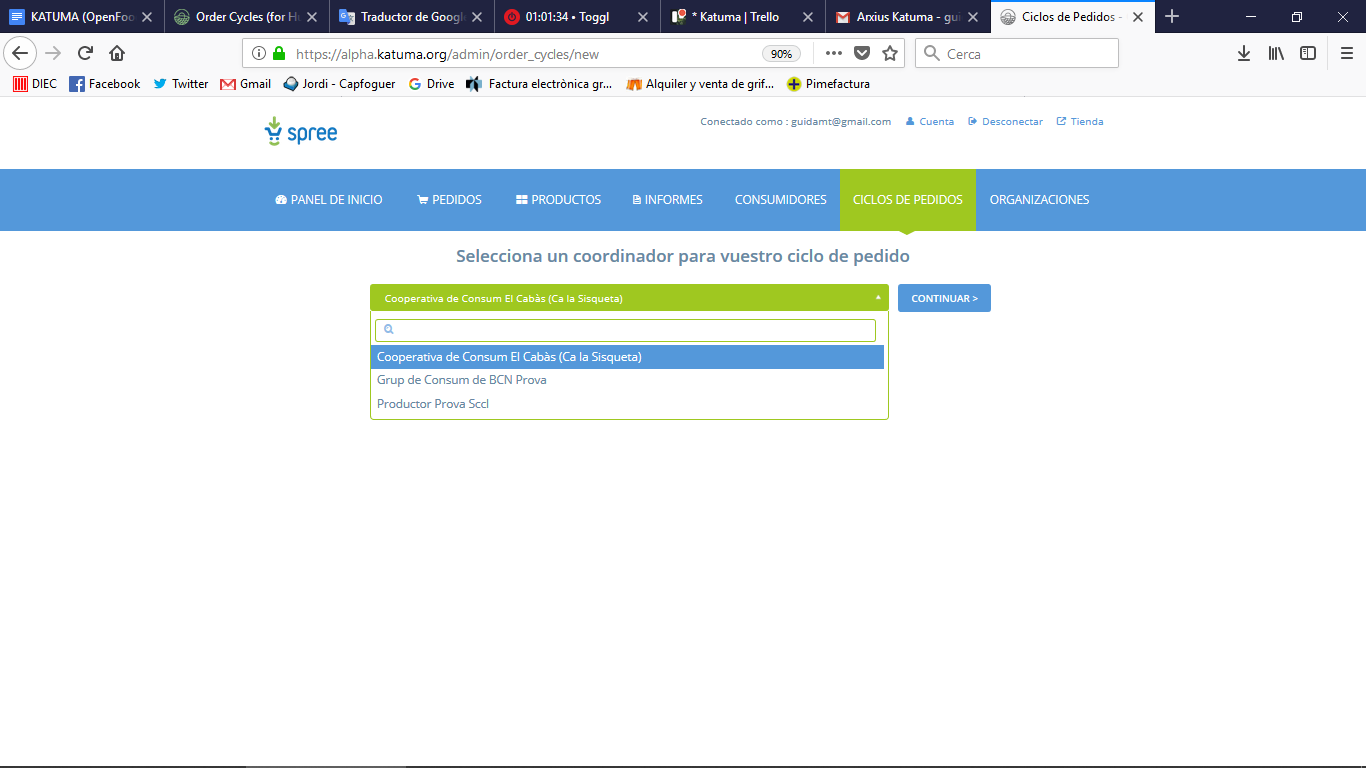 KATUMA (OpenFoo
Order Cycles (for Hu
Traductor de Google
01:01:34 • Toggl
* Katuma | Trello
Arxius Katuma - gui
Ciclos de Pedidos -
https://alpha.katuma.org/admin/order_cycles/new
90%
Cerca
DIEC
Facebook
Twitter
Gmail
Jordi - Capfoguer
Drive
Factura electrònica gr...
Alquiler y venta de grif...
Pimefactura
spree
Conectado como : guidamt@gmail.com
Cuenta
Desconectar
Tienda
PANEL DE INICIO
PEDIDOS
PRODUCTOS
INFORMES
CONSUMIDORES
CICLOS DE PEDIDOS
ORGANIZACIONES
Selecciona un coordinador para vuestro ciclo de pedido
Cooperativa de Consum El Cabàs (Ca la Sisqueta)
CONTINUAR >
Cooperativa de Consum El Cabàs (Ca la Sisqueta)
Grup de Consum de BCN Prova
Productor Prova Sccl